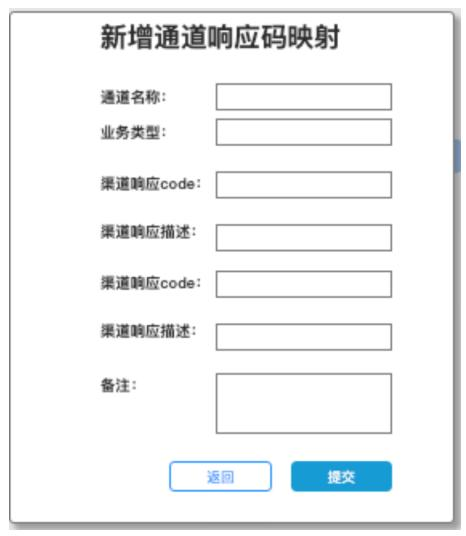 新增通道响应码映射
通道名称：
业务类型：
渠道响应code：
渠道响应描述：
渠道响应code：
渠道响应描述：
备注：
返回 提交